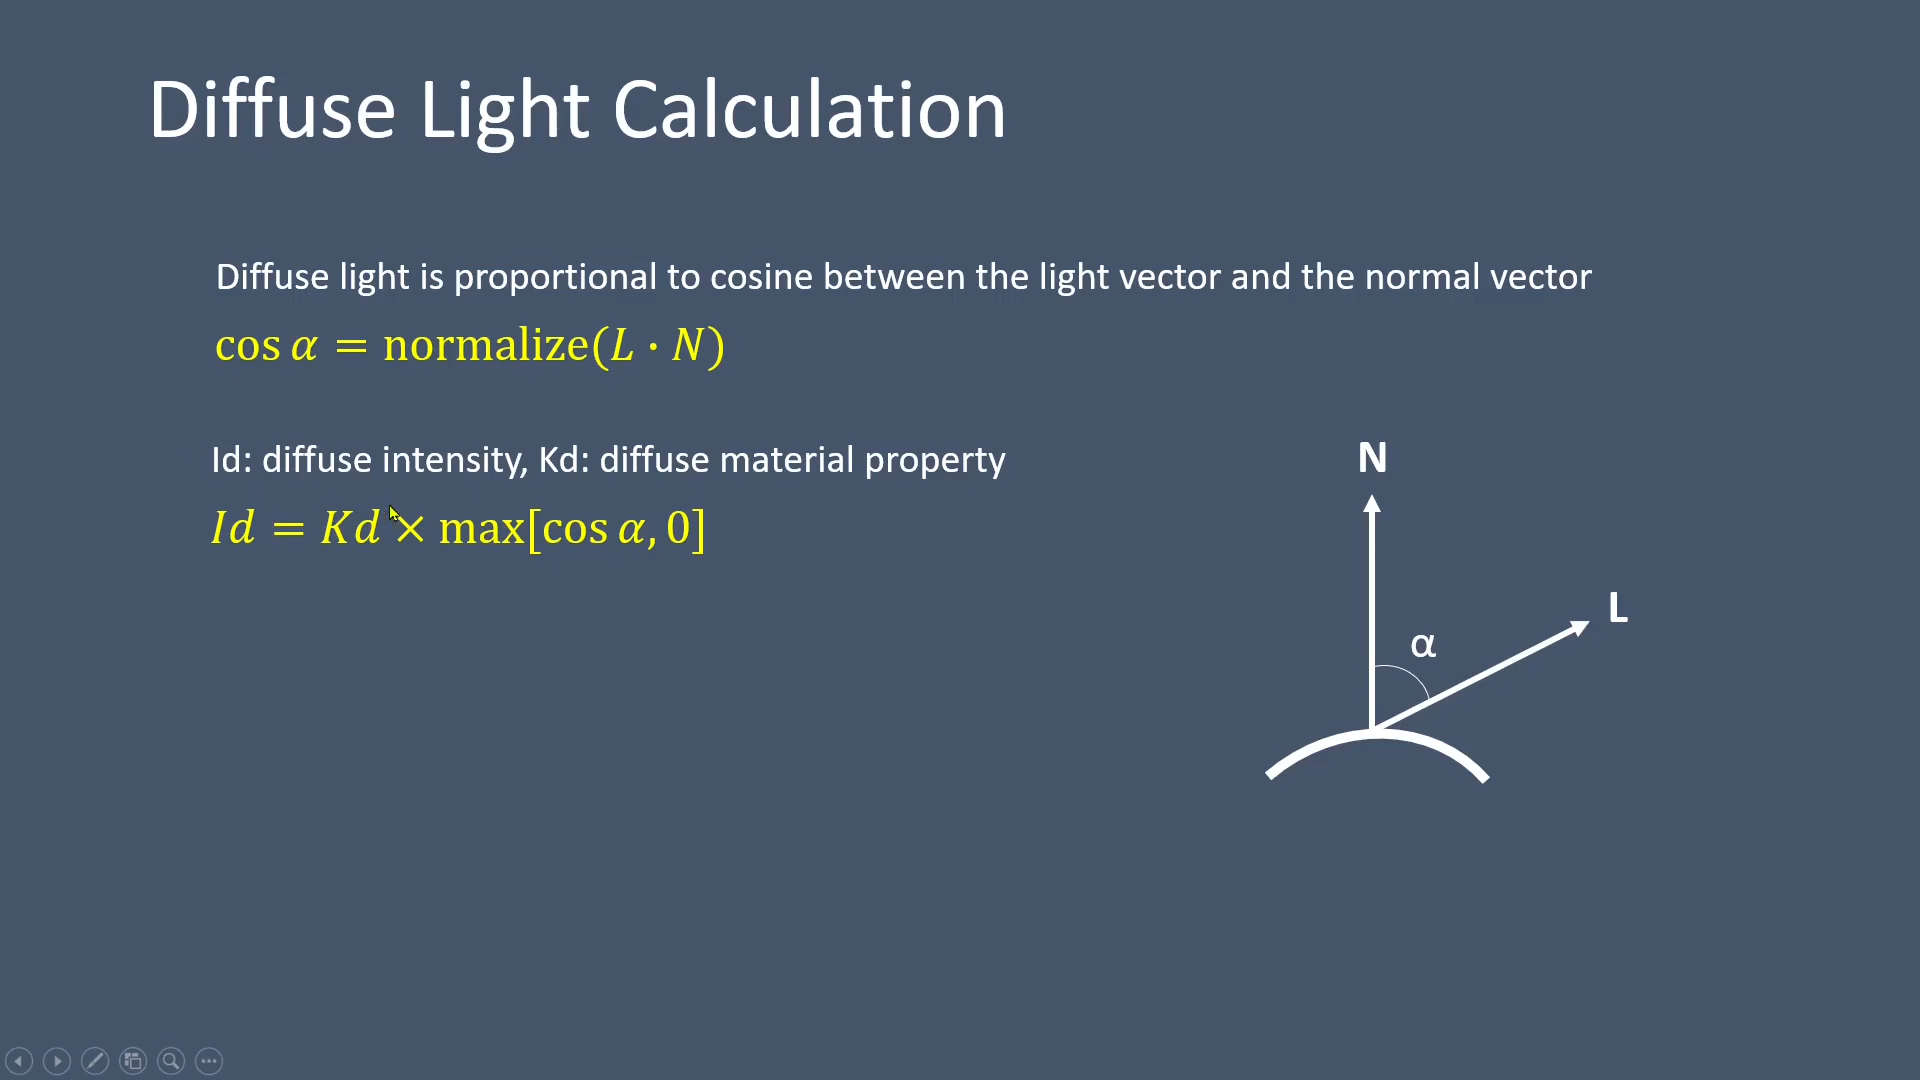 Diffuse Light Calculation
Diffuse light is proportional to cosine between the light vector and the normal vector
cos α = normalize(L · N)
Id: diffuse intensity, Kd: diffuse material property
Id = Kd × max[cos α, 0]
N
L
α